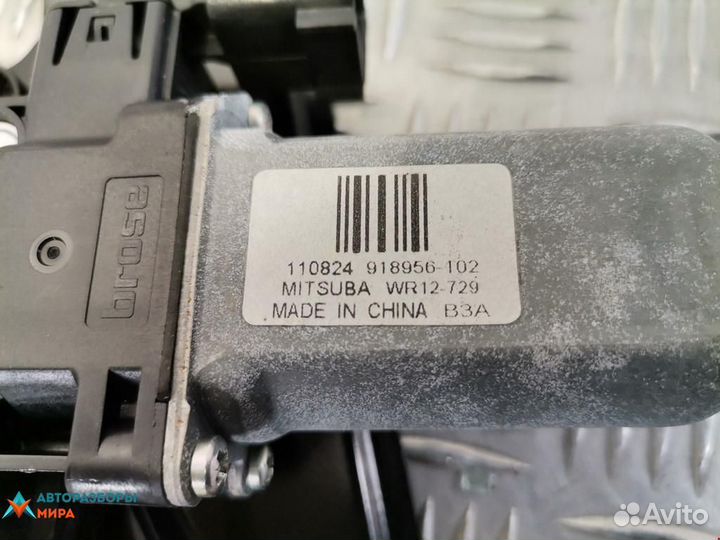 brose
110824 918956-102
MITSUBA WR12-729
MADE IN CHINA B3A
АВТОРАЗБОРЫ
МИРА
Avito